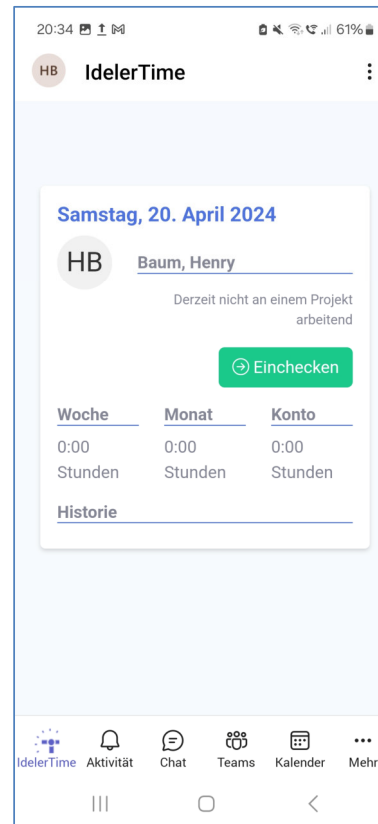 20:34 61%
HB IdelerTime
Samstag, 20. April 2024
HB Baum, Henry
Derzeit nicht an einem Projekt
arbeitend
Einchecken
Woche Monat Konto
0:00 0:00 0:00
Stunden Stunden Stunden
Historie
IdelerTime Aktivität Chat Teams Kalender Mehr